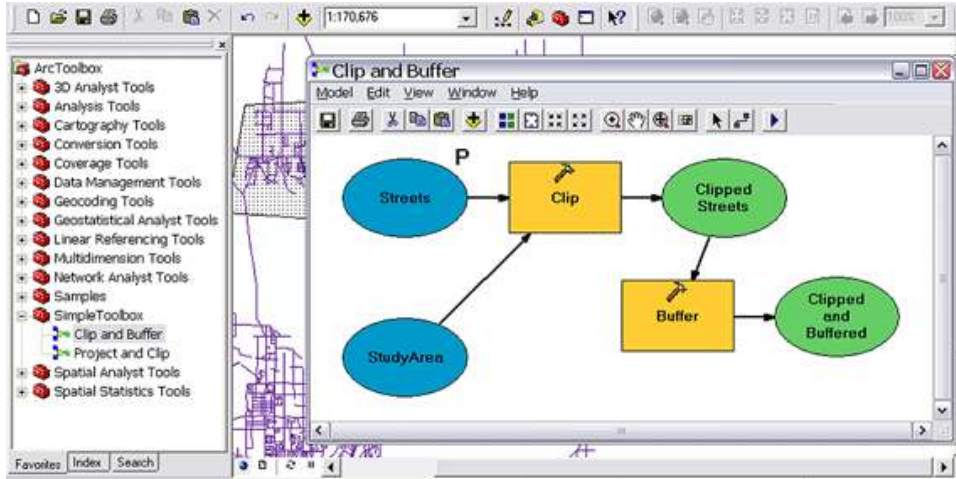 1:170,676
100%
ArcToolbox
3D Analyst Tools
Analysis Tools
Cartography Tools
Conversion Tools
Coverage Tools
Data Management Tools
Geocoding Tools
Geostatistical Analyst Tools
Linear Referencing Tools
Multidimension Tools
Network Analyst Tools
Samples
SimpleToolbox
Clip and Buffer
Project and Clip
Spatial Analyst Tools
Spatial Statistics Tools
Favorites Index Search
Clip and Buffer
Model Edit View Window Help
P
Streets
Clip
Clipped
Streets
StudyArea
Buffer
Clipped
and
Buffered